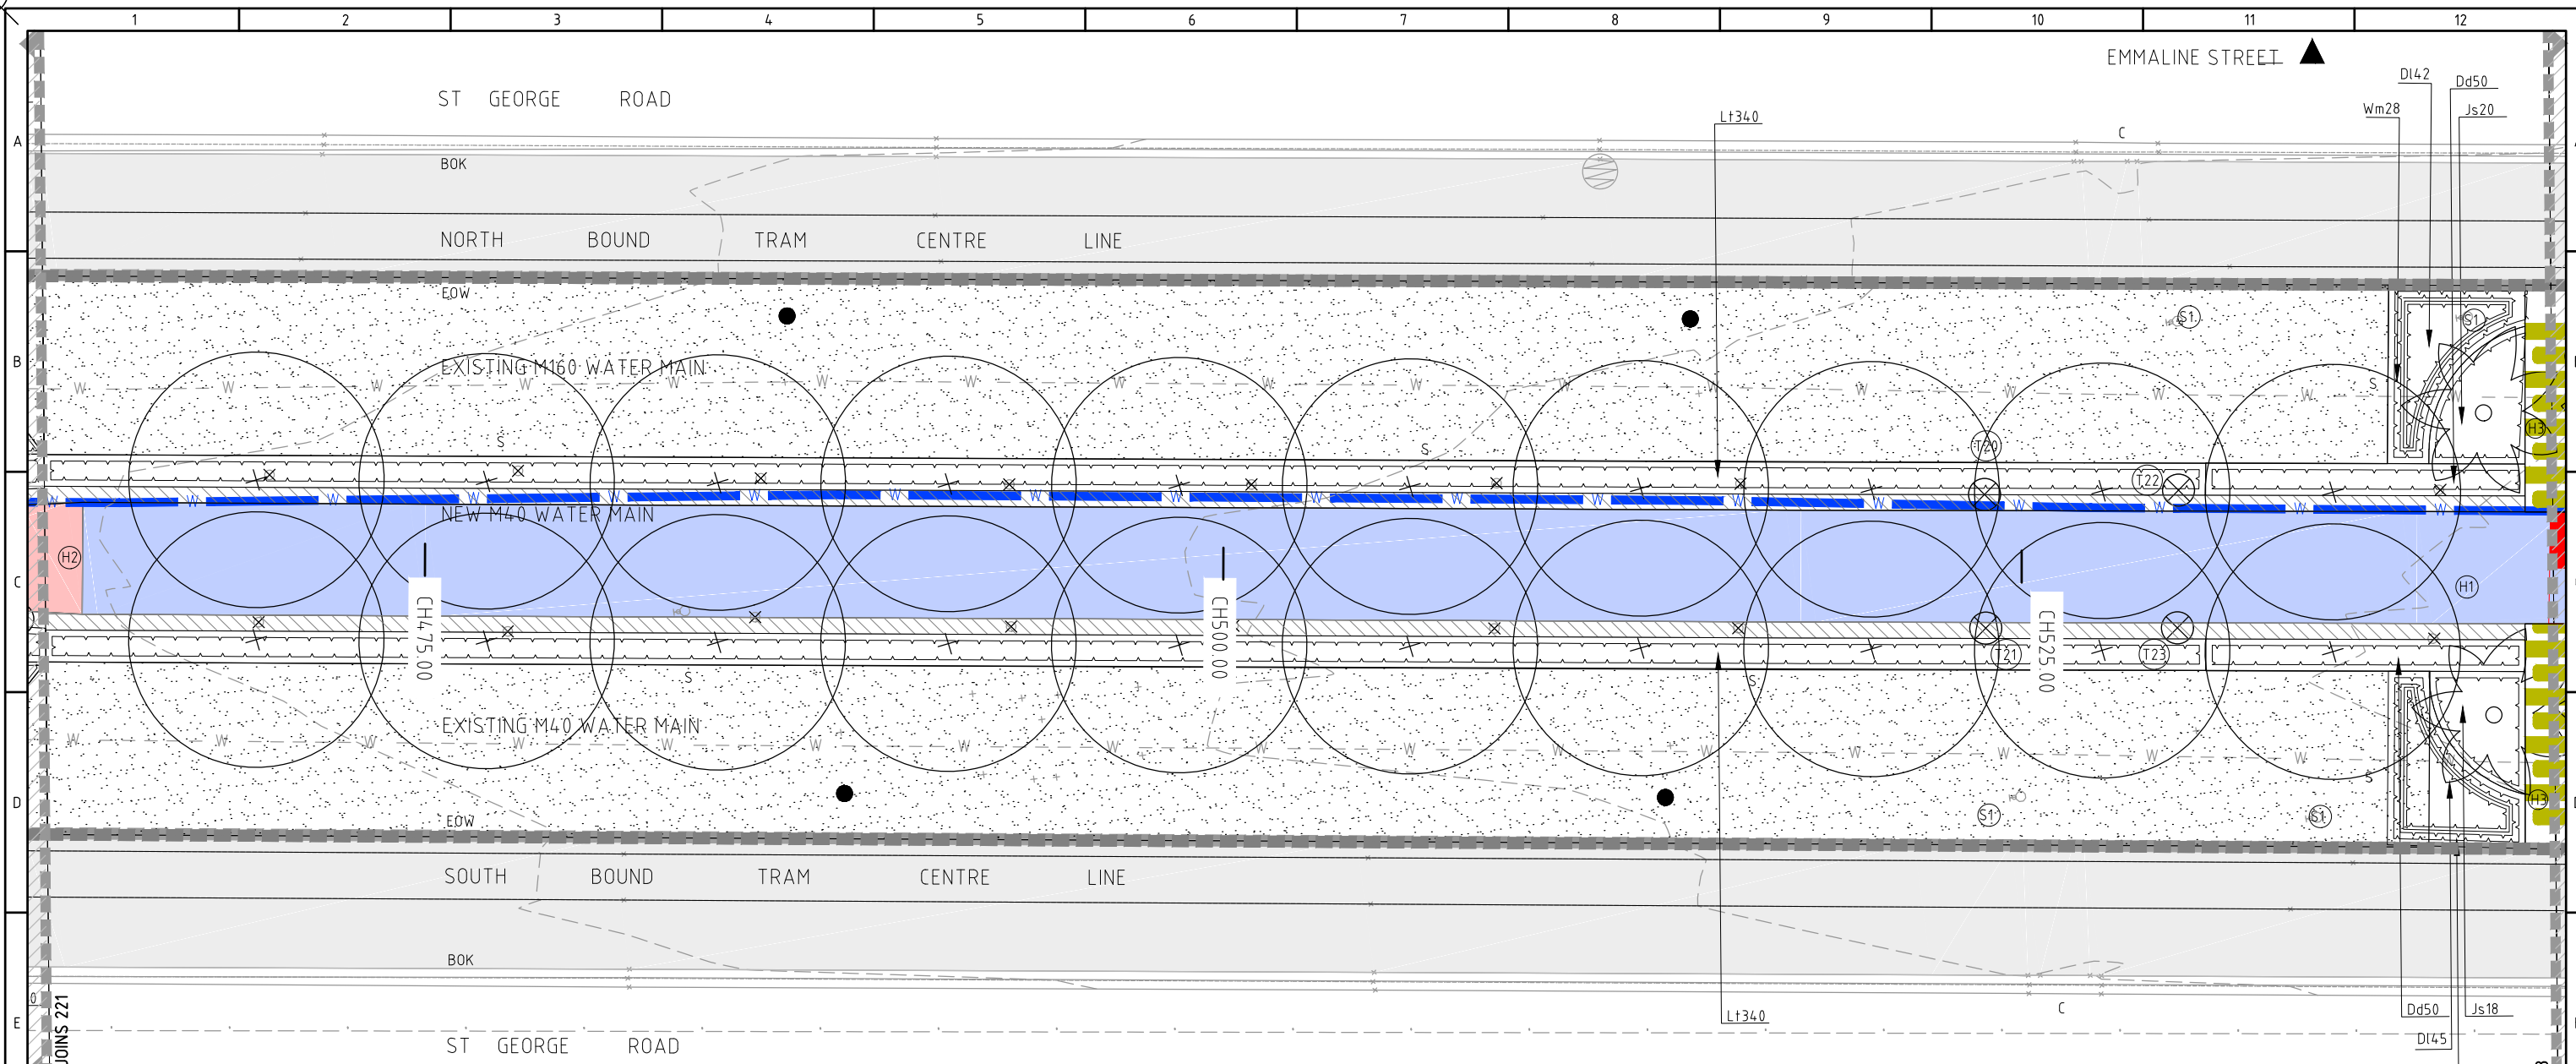 1 2 3 4 5 6 7 8 9 10 11 12
EMMALINE STREET
ST GEORGE ROAD
Dl42
Dd50
Wm28
Js20
Lt340
A
C
BOK
NORTH BOUND TRAM CENTRE LINE
EOW
S1
S1
B
EXISTING M160 WATER MAIN
W W W W W W W W W W W W W W W W
S
S
S
H3
T20
T22
W W W W W W W W W W W W W W W W W W
NEW M40 WATER MAIN
H2
C
H1
CH475.00
CH500.00
CH525.00
T21
T23
S
S
EXISTING M40 WATER MAIN
W W W W W W W W W W W W W W W W
S
D
H3
S1
S1
EOW
SOUTH BOUND TRAM CENTRE LINE
BOK
JOINS 221
E
C
Lt340
Dd50
Js18
Dl45
ST GEORGE ROAD